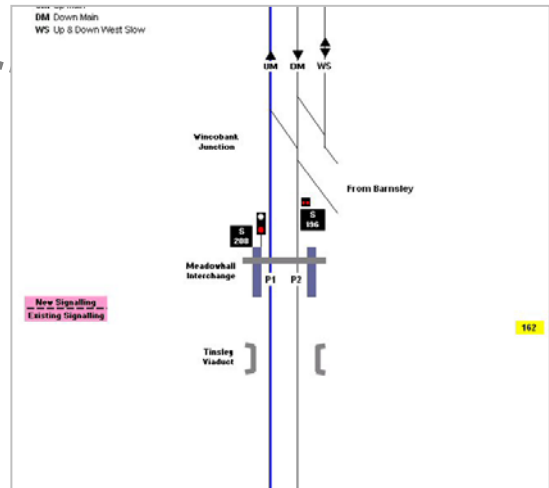 DM Down Main
WS Up & Down West Slow
UM DM WS
Wincobank
Junction
From Barnsley
S
208
S
196
Meadowhall
Interchange
P1 P2
New Signalling
Existing Signalling
162
Tinsley
Viaduct